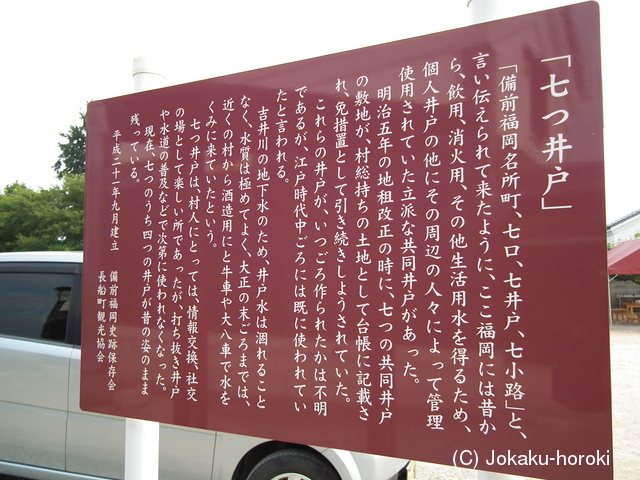 「七つ井戸」
「備前福岡名所町、七口、七井戸、七小路」と、
言い伝えられて来たように、ここ福岡には昔か
ら、飲用、消火用、その他生活用水を得るため、
個人井戸の他にその周辺の人々によって管理
使用されていた立派な共同井戸があった。
明治五年の地租改正の時に、七つの共同井戸
の敷地が、村総持ちの土地として台帳に記載さ
れ、免措置として引き続きしようされていた。
これらの井戸が、いつごろ作られたかは不明
であるが、江戸時代中ごろには既に使われてい
たと言われる。
吉井川の地下水のため、井戸水は涸れること
なく、水質は極めてよく、大正の末ごろまでは、
近くの村から酒造用にと牛車や大八車で水を
くみに来ていたという。
七つ井戸は、村人にとっては、情報交換、社交
の場として楽しい所であったが、打ち抜き井戸
や水道の普及などで次第に使われなくなった。
現在、七つのうち四つの井戸が昔の姿のまま
残っている。
平成二十一年九月建立
備前福岡史跡保存会
長船町観光協会
(C) Jokaku-horoki